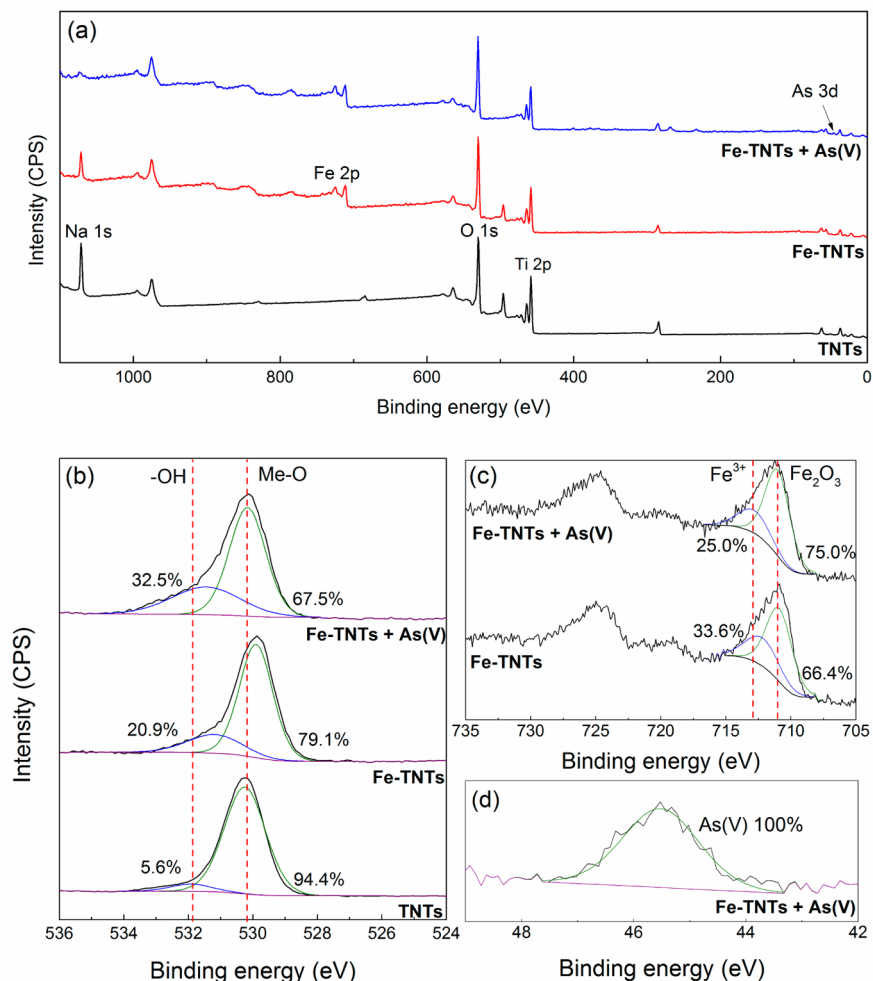 (a)
As 3d
Fe-TNTs + As(V)
Fe 2p
Na 1s
O 1s
Fe-TNTs
Ti 2p
TNTs
Intensity (CPS)
1000 800 600 400 200 0
Binding energy (eV)
(b)
-OH
Me-O
32.5%
67.5%
Fe-TNTs + As(V)
20.9%
79.1%
Fe-TNTs
5.6%
94.4%
TNTs
Intensity (CPS)
536 534 532 530 528 526 524
Binding energy (eV)
(c)
Fe3+
Fe2O3
Fe-TNTs + As(V)
25.0%
75.0%
33.6%
Fe-TNTs
66.4%
735 730 725 720 715 710 705
Binding energy (eV)
(d)
As(V) 100%
Fe-TNTs + As(V)
48 46 44 42
Binding energy (eV)